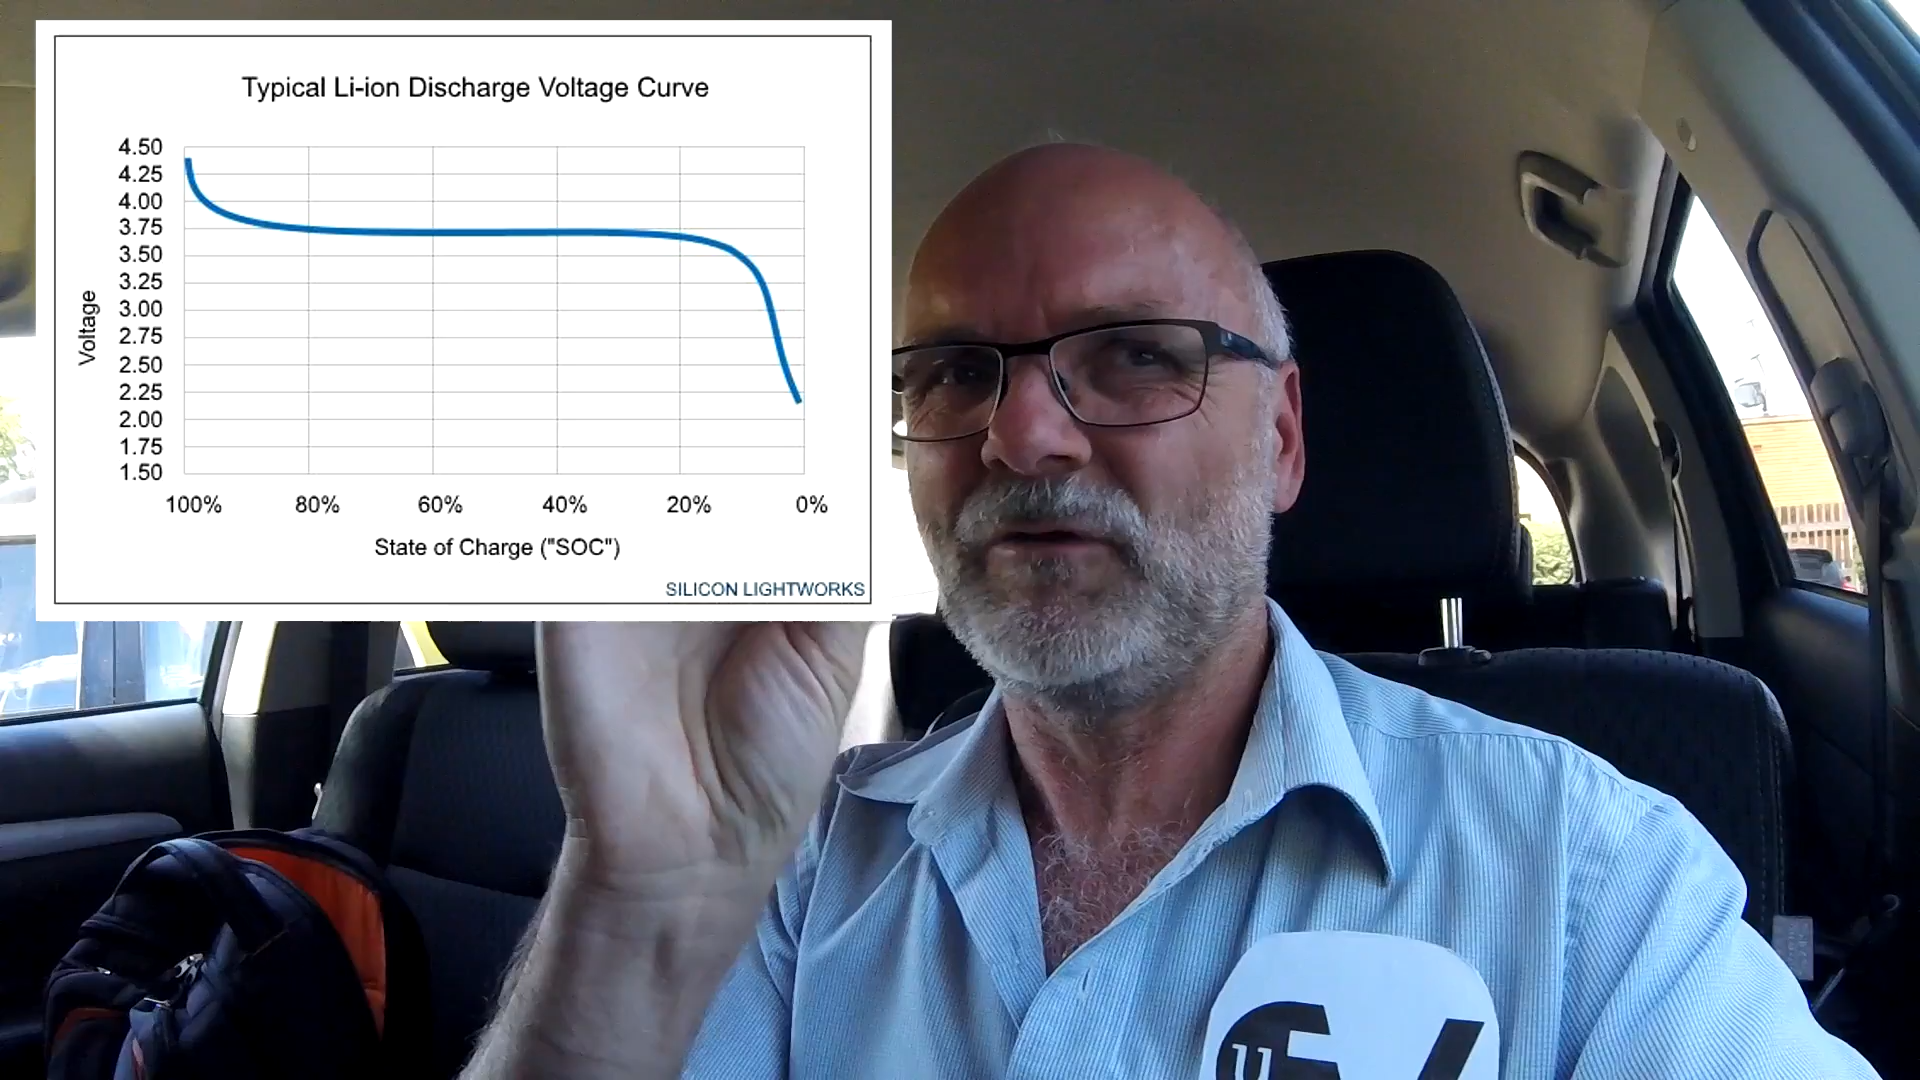 Typical Li-ion Discharge Voltage Curve
4.50
4.25
4.00
3.75
3.50
3.25
3.00
2.75
2.50
2.25
2.00
1.75
1.50
Voltage
100% 80% 60% 40% 20% 0%
State of Charge ("SOC")
SILICON LIGHTWORKS